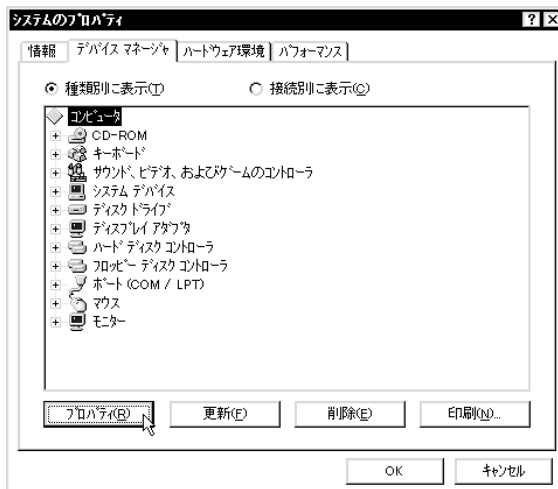 システムのプロパティ
情報 デバイス マネージャ ハードウェア環境 パフォーマンス
種類別に表示(T) 接続別に表示(C)
コンピュータ
CD-ROM
キーボード
サウンド、ビデオ、およびゲームのコントローラ
システム デバイス
ディスク ドライブ
ディスプレイ アダプタ
ハード ディスク コントローラ
フロッピー ディスク コントローラ
ポート (COM / LPT)
マウス
モニター
プロパティ(R) 更新(F) 削除(E) 印刷(N)...
OK キャンセル